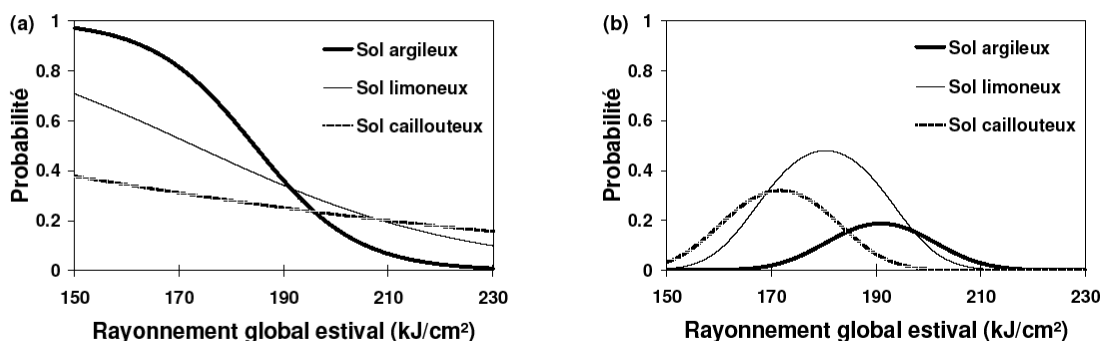 (a)
Probabilité
1
0.8
0.6
0.4
0.2
0
150 170 190 210 230
Rayonnement global estival (kJ/cm²)
Sol argileux
Sol limoneux
Sol caillouteux
(b)
Probabilité
1
0.8
0.6
0.4
0.2
0
150 170 190 210 230
Rayonnement global estival (kJ/cm²)
Sol argileux
Sol limoneux
Sol caillouteux